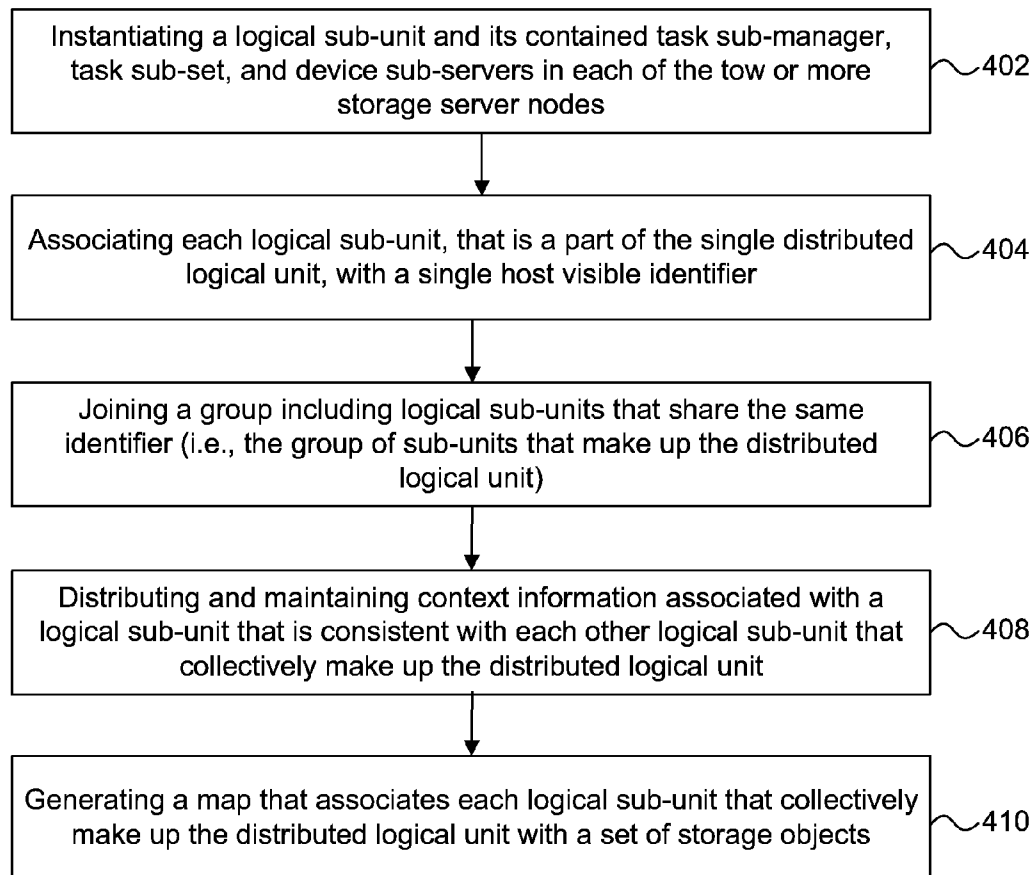 Instantiating a logical sub-unit and its contained task sub-manager,
task sub-set, and device sub-servers in each of the tow or more
storage server nodes
402
Associating each logical sub-unit, that is a part of the single distributed
logical unit, with a single host visible identifier
404
Joining a group including logical sub-units that share the same
identifier (i.e., the group of sub-units that make up the distributed
logical unit)
406
Distributing and maintaining context information associated with a
logical sub-unit that is consistent with each other logical sub-unit that
collectively make up the distributed logical unit
408
Generating a map that associates each logical sub-unit that collectively
make up the distributed logical unit with a set of storage objects
410